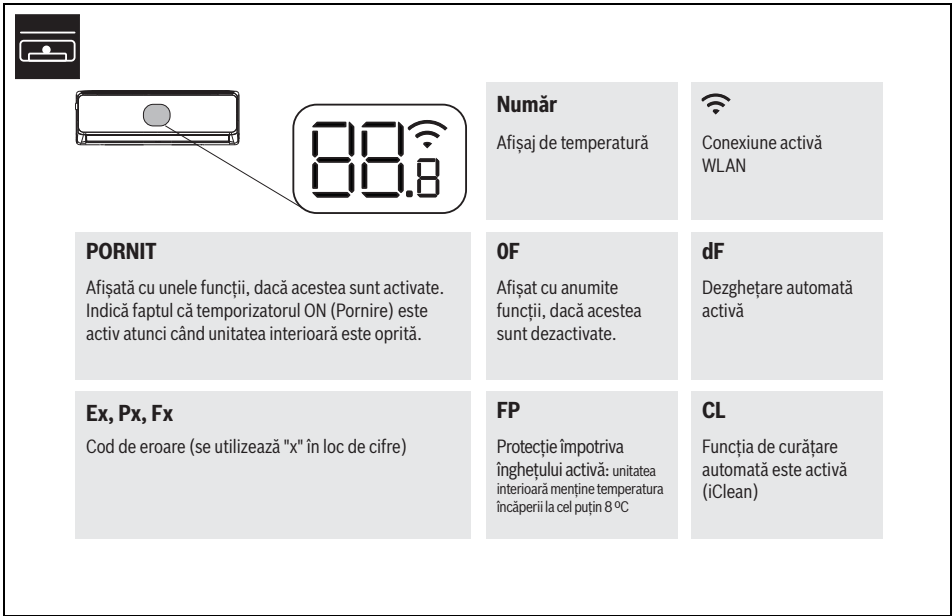 88.8
Număr
Afișaj de temperatură
Conexiune activă
WLAN
PORNIT
Afișată cu unele funcții, dacă acestea sunt activate.
Indică faptul că temporizatorul ON (Pornire) este
activ atunci când unitatea interioară este oprită.
0F
Afișat cu anumite
funcții, dacă acestea
sunt dezactivate.
dF
Dezghețare automată
activă
Ex, Px, Fx
Cod de eroare (se utilizează "x" în loc de cifre)
FP
Protecție împotriva
înghețului activă: unitatea
interioară menține temperatura
încăperii la cel puțin 8 ºC
CL
Funcția de curățare
automată este activă
(iClean)